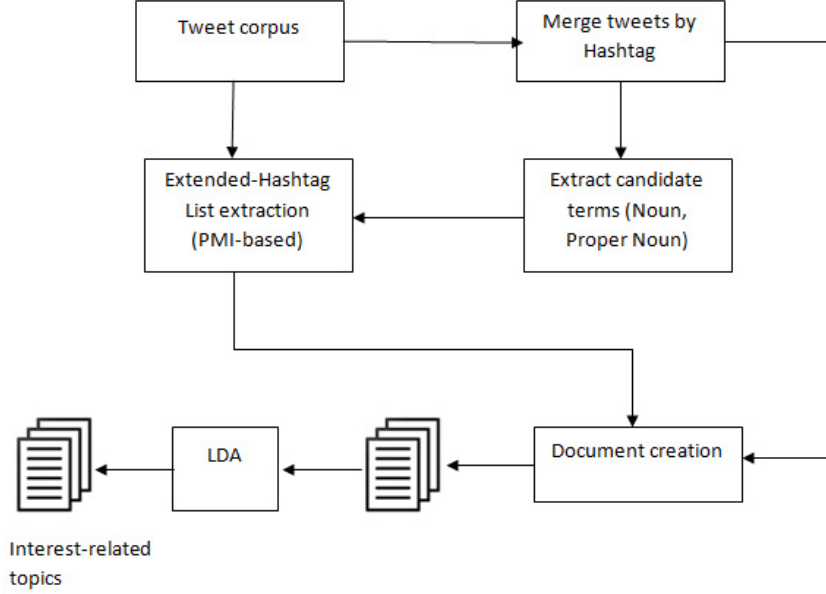 Tweet corpus
Merge tweets by
Hashtag
Extended-Hashtag
List extraction
(PMI-based)
Extract candidate
terms (Noun,
Proper Noun)
LDA
Document creation
Interest-related
topics